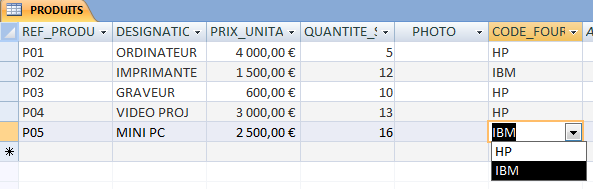 PRODUITS
REF_PRODU DESIGNATIC PRIX_UNITA QUANTITE_S PHOTO CODE_FOUR A
P01 ORDINATEUR 4 000,00 € 5 HP
P02 IMPRIMANTE 1 500,00 € 12 IBM
P03 GRAVEUR 600,00 € 10 HP
P04 VIDEO PROJ 3 000,00 € 13 HP
P05 MINI PC 2 500,00 € 16 IBM
HP
IBM